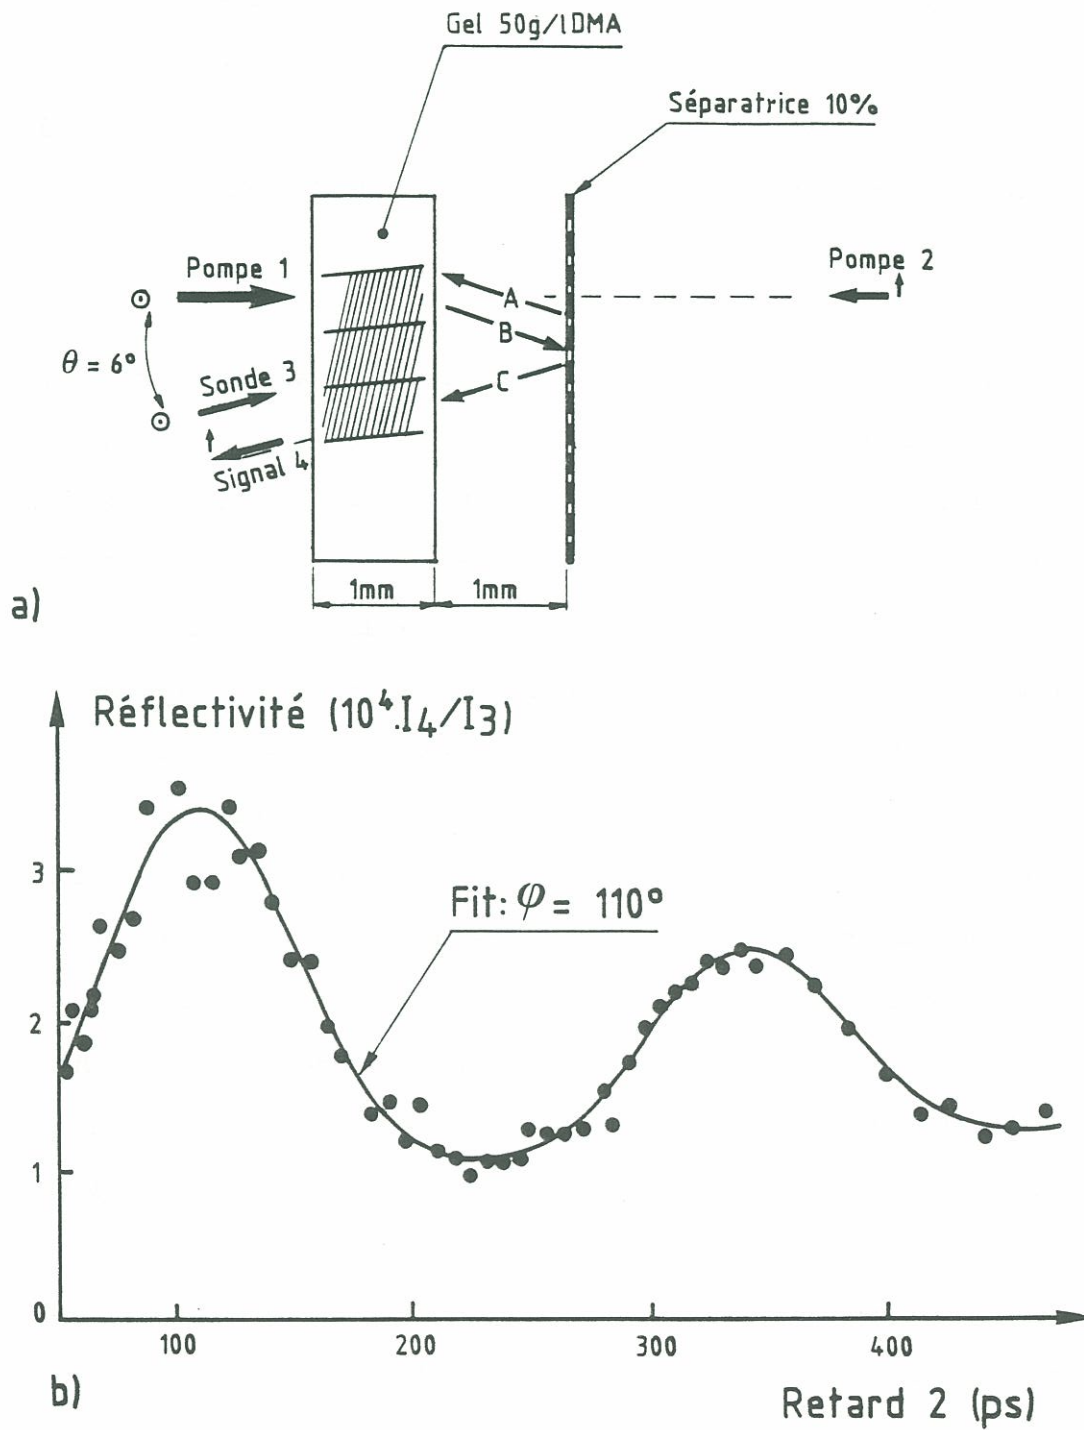 Gel 50g/lDMA
Séparatrice 10%
Pompe 1
Pompe 2
A
B
θ = 6°
Sonde 3
C
Signal 4
1mm 1mm
a)
Réflectivité (10⁴.I₄/I3)
3
Fit: φ = 110°
2
1
0
100 200 300 400
b)
Retard 2 (ps)